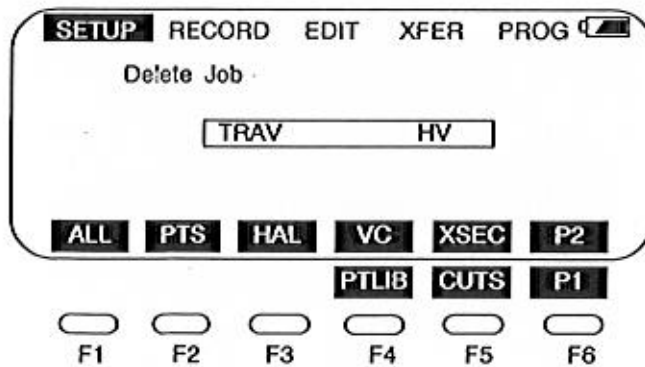 SETUP RECORD EDIT XFER PROG
Delete Job
TRAV HV
ALL PTS HAL VC XSEC P2
PTLIB CUTS P1
F1 F2 F3 F4 F5 F6